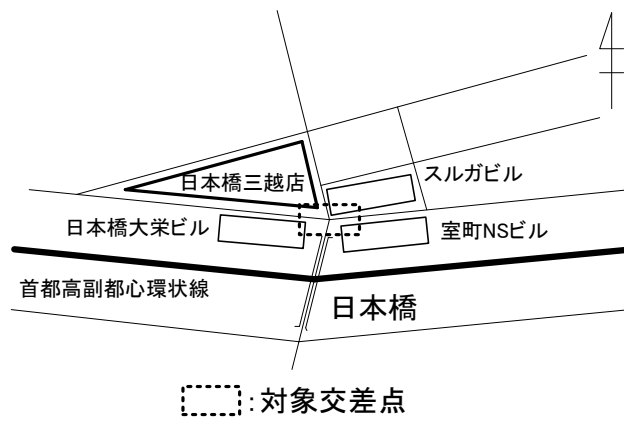 日本橋三越店
スルガビル
日本橋大栄ビル
室町NSビル
首都高副都心環状線
日本橋
:対象交差点